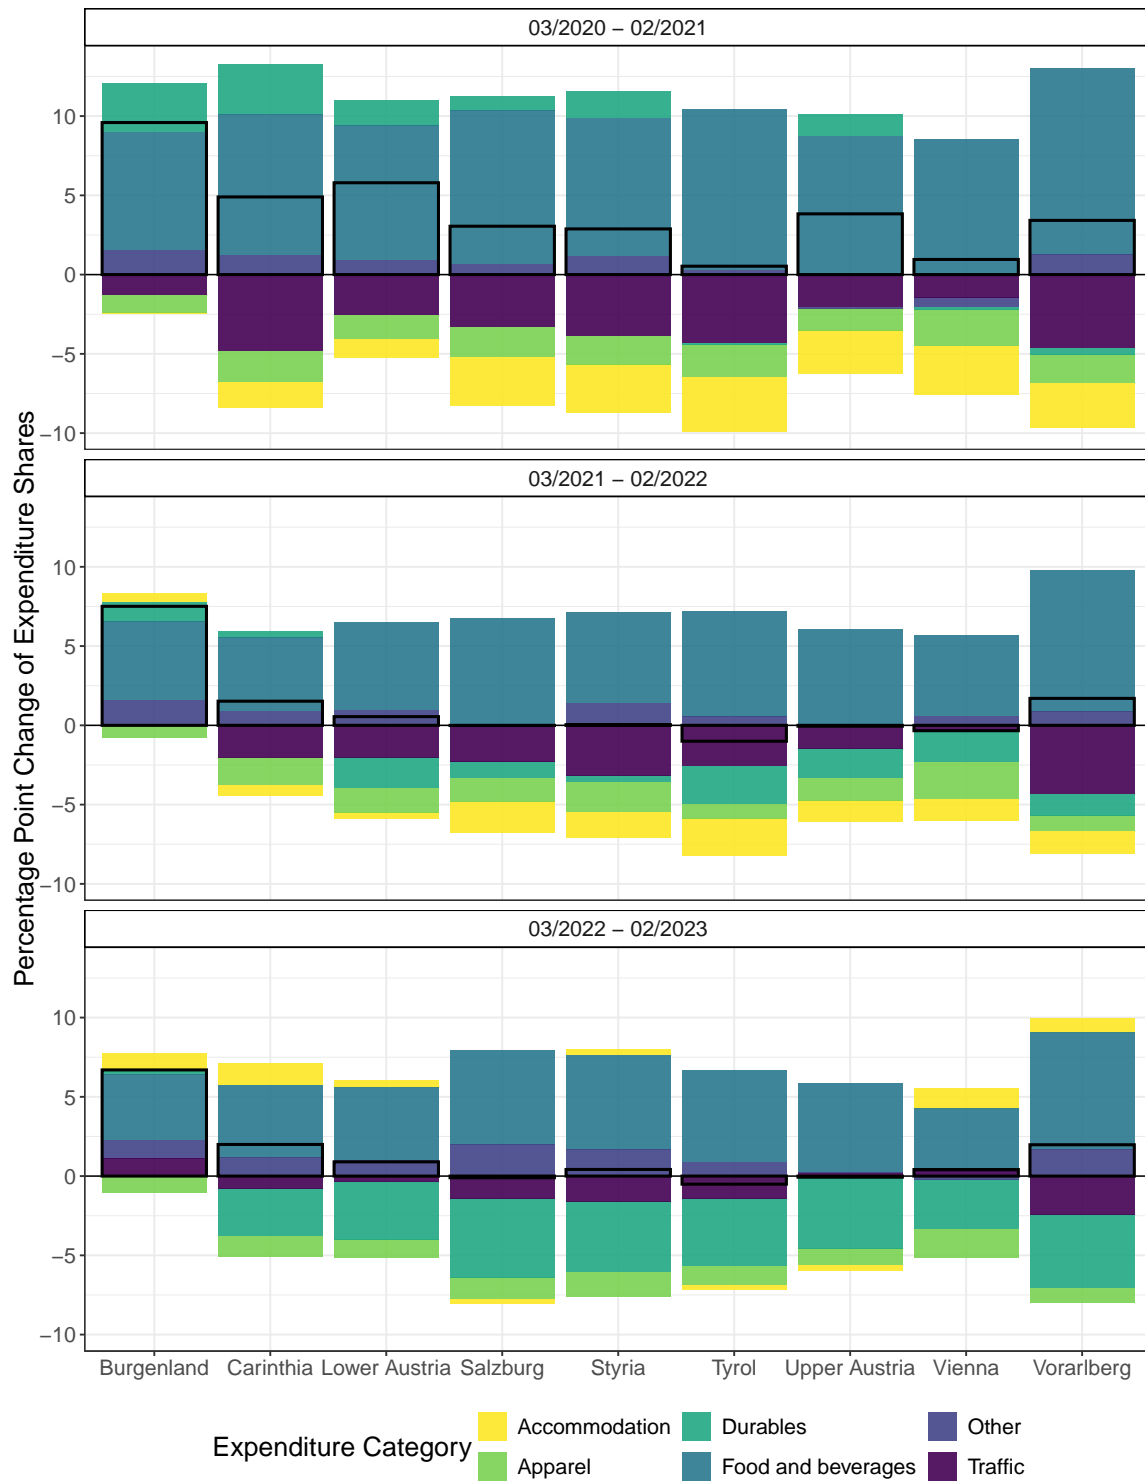 03/2020 − 02/2021
10
5
0
−5
−10
03/2021 − 02/2022
10
5
0
−5
−10
Percentage Point Change of Expenditure Shares
03/2022 − 02/2023
10
5
0
−5
−10
Burgenland Carinthia Lower Austria Salzburg Styria Tyrol Upper Austria Vienna Vorarlberg
Expenditure Category
Accommodation Durables Other
Apparel Food and beverages Traffic